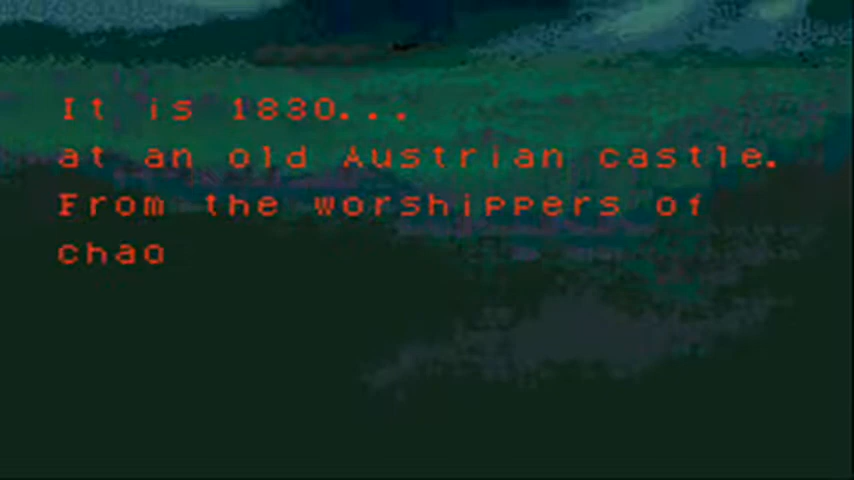 It is 1830...
at an old Austrian castle.
From the worshippers of
chao